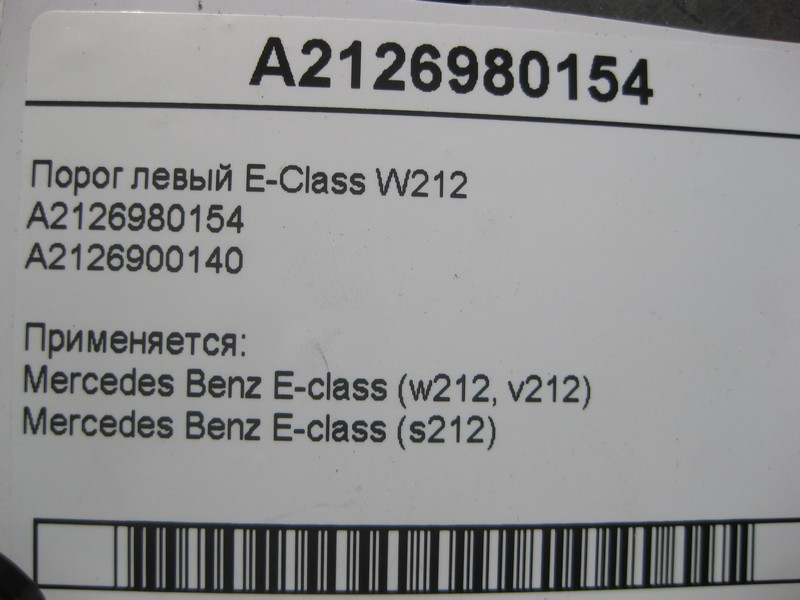 A2126980154
Порог левый E-Class W212
A2126980154
A2126900140
Применяется:
Mercedes Benz E-class (w212, v212)
Mercedes Benz E-class (s212)